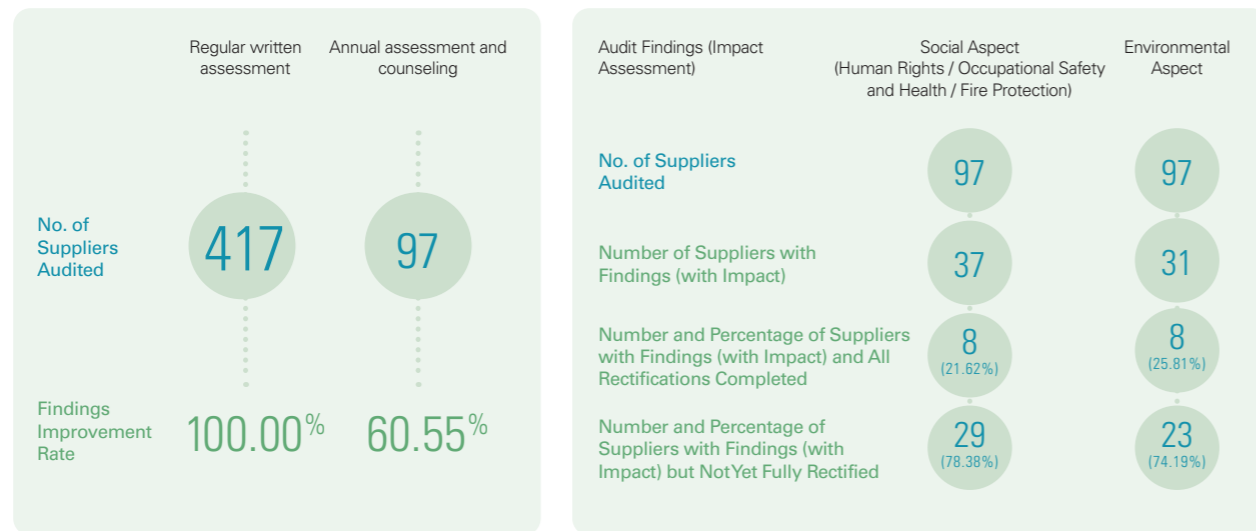 Regular written
assessment
Annual assessment and
counseling
No. of
Suppliers
Audited
417
97
Findings
Improvement
Rate
100.00%
60.55%
Audit Findings (Impact
Assessment)
Social Aspect
(Human Rights / Occupational Safety
and Health / Fire Protection)
Environmental
Aspect
No. of Suppliers
Audited
97
97
Number of Suppliers with
Findings (with Impact)
37
31
Number and Percentage of Suppliers
with Findings (with Impact) and All
Rectifications Completed
8
(21.62%)
8
(25.81%)
Number and Percentage of
Suppliers with Findings (with
Impact) but Not Yet Fully Rectified
29
(78.38%)
23
(74.19%)